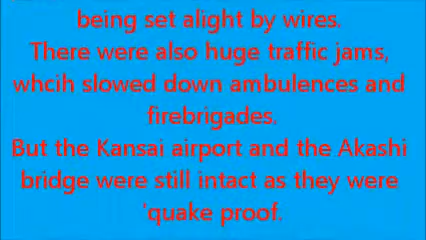 being set alight by wires.
There were also huge traffic jams,
whcih slowed down ambulences and
firebrigades.
But the Kansai airport and the Akashi
bridge were still intact as they were
'quake proof.